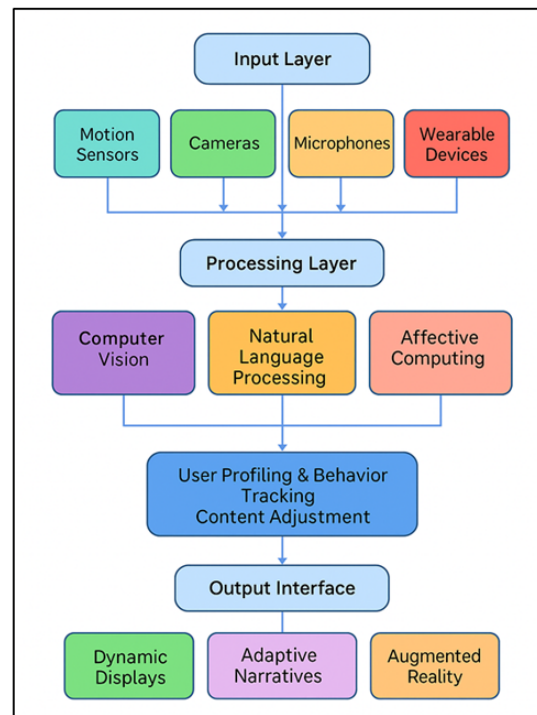 Input Layer
Motion
Sensors
Cameras
Microphones
Wearable
Devices
Processing Layer
Computer
Vision
Natural
Language
Processing
Affective
Computing
User Profiling & Behavior
Tracking
Content Adjustment
Output Interface
Dynamic
Displays
Adaptive
Narratives
Augmented
Reality